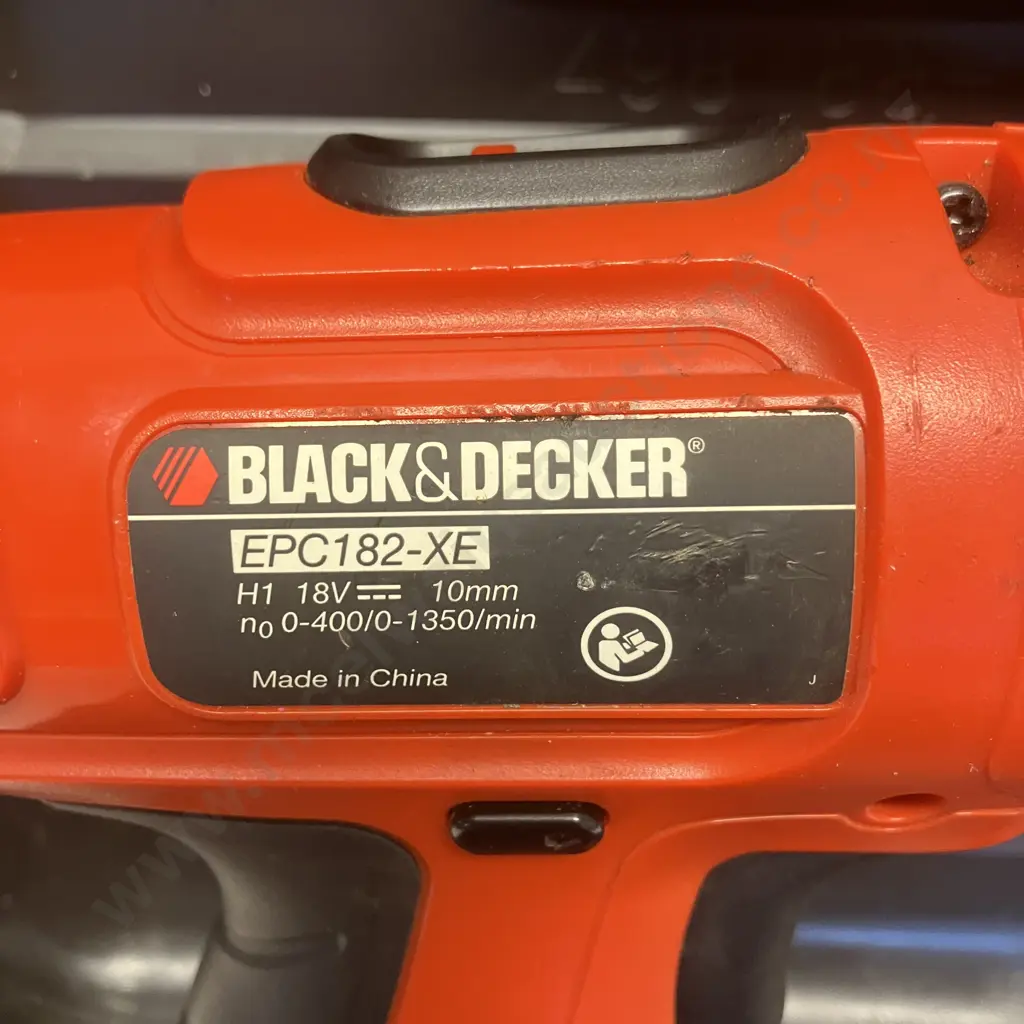 BLACK&DECKER®
EPC182-XE
H1 18V ⎓ 10mm
n₀ 0-400/0-1350/min
Made in China
J